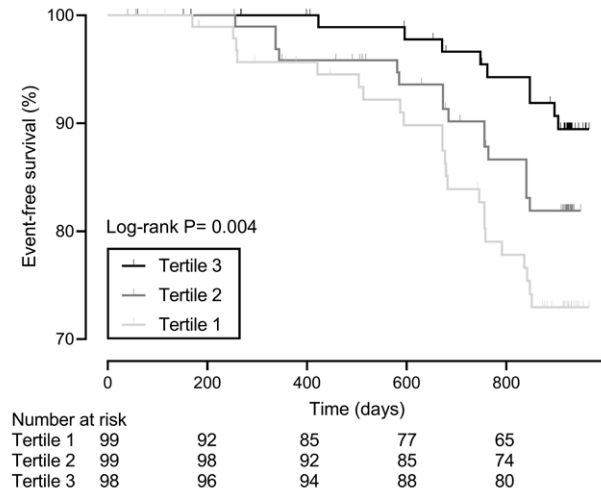 Event-free survival (%)
100
90
80
70
Log-rank P= 0.004
Tertile 3
Tertile 2
Tertile 1
0 200 400 600 800
Time (days)
Number at risk
Tertile 1 99 92 85 77 65
Tertile 2 99 98 92 85 74
Tertile 3 98 96 94 88 80